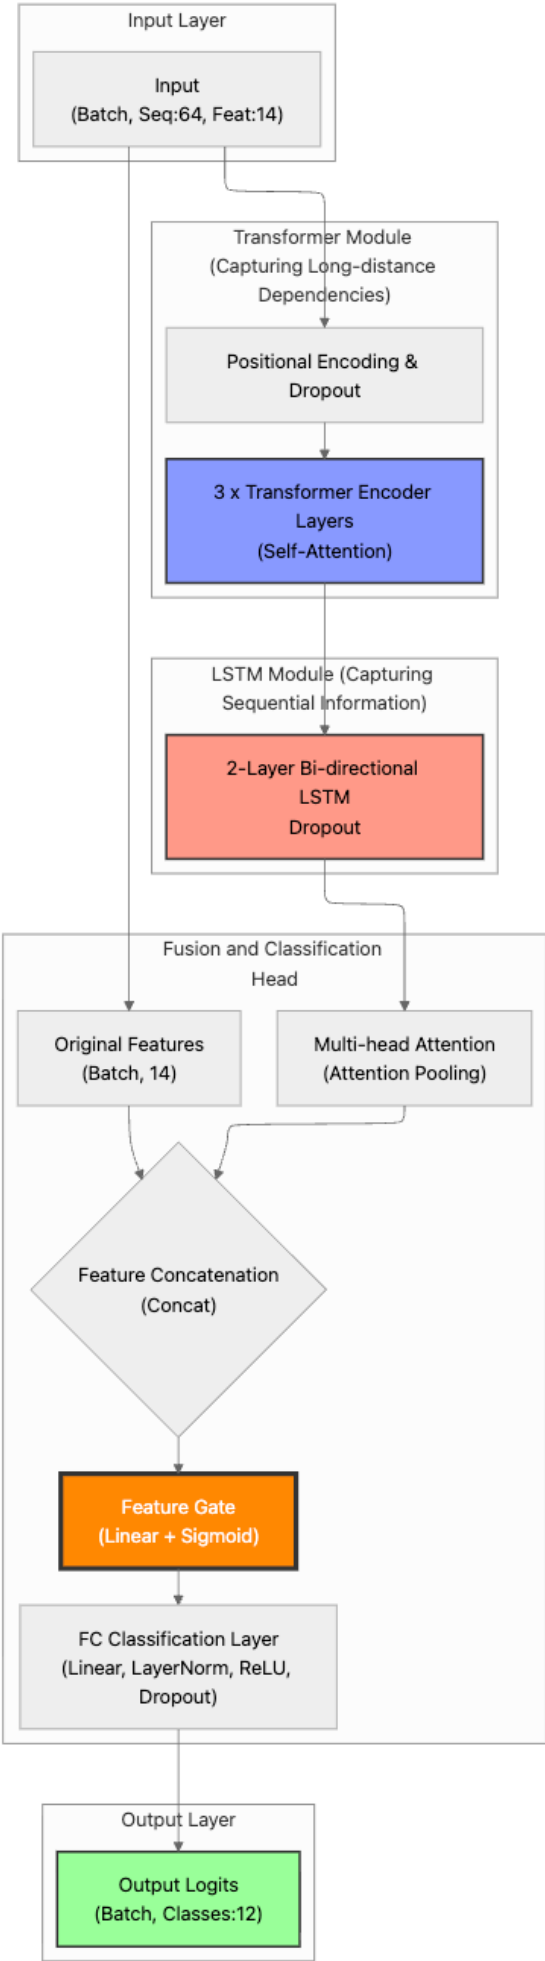 Input Layer
Input
(Batch, Seq:64, Feat:14)
Transformer Module
(Capturing Long-distance
Dependencies)
Positional Encoding &
Dropout
3 x Transformer Encoder
Layers
(Self-Attention)
LSTM Module (Capturing
Sequential Information)
2-Layer Bi-directional
LSTM
Dropout
Fusion and Classification
Head
Original Features
(Batch, 14)
Multi-head Attention
(Attention Pooling)
Feature Concatenation
(Concat)
Feature Gate
(Linear + Sigmoid)
FC Classification Layer
(Linear, LayerNorm, ReLU,
Dropout)
Output Layer
Output Logits
(Batch, Classes:12)